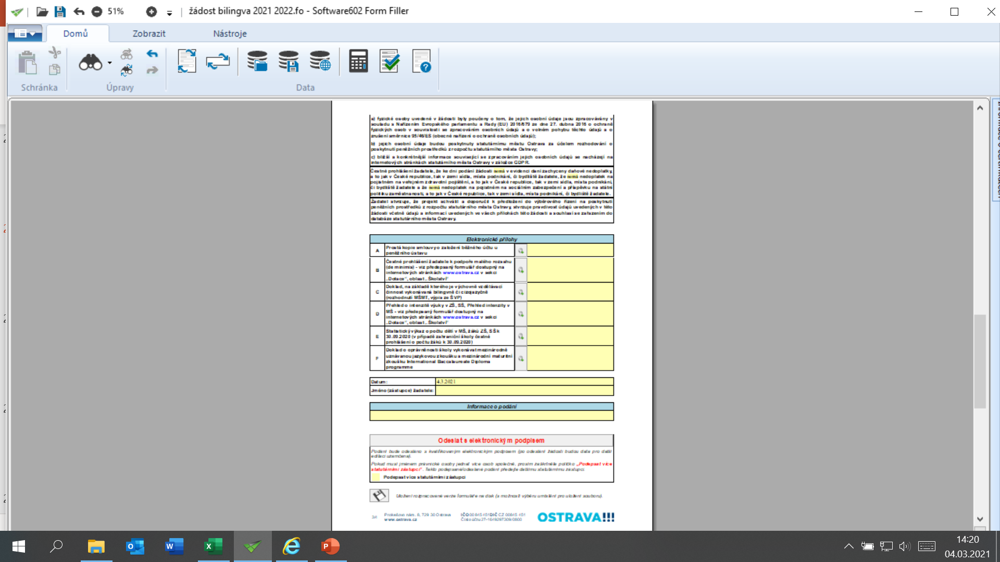 51%
žádost bilingva 2021 2022.fo - Software602 Form Filler
Domů
Zobrazit
Nástroje
Schránka
Úpravy
Data
a) fyzické osoby uvedené v žádosti byly poučeny o tom, že jejich osobní údaje jsou zpracovávány v
souladu s Nařízením Evropského parlamentu a Rady (EU) 2016/679 ze dne 27. dubna 2016 o ochraně
fyzických osob v souvislosti se zpracováním osobních údajů a o volném pohybu těchto údajů a o
zrušení směrnice 95/46/ES (obecné nařízení o ochraně osobních údajů);
b) jejich osobní údaje budou poskytnuty statutárnímu městu Ostrava za účelem rozhodování o
poskytnutí peněžních prostředků z rozpočtu statutárního města Ostravy;
c) bližší a konkrétnější informace související se zpracováním jejich osobních údajů se nacházejí na
internetových stránkách statutárního města Ostravy v záložce GDPR.
Čestné prohlášení žadatele, že ke dni podání žádosti nemá v evidenci daní zachyceny daňové nedoplatky,
a to jak v České republice, tak v zemi sídla, místa podnikání, či bydliště žadatele, že nemá nedoplatek na
pojistném na veřejném zdravotní pojištění, a to jak v České republice, tak v zemi sídla, místa podnikání,
či bydliště žadatele a že nemá nedoplatek na pojistném na sociálním zabezpečení a příspěvku na státní
politiku zaměstnanosti, a to jak v České republice, tak v zemi sídla, místa podnikání, či bydliště žadatele.
Žadatel stvrzuje, že projekt schválil a doporučil k předložení do výběrového řízení na poskytnutí
peněžních prostředků z rozpočtu statutárního města Ostravy, stvrzuje pravdivost údajů uvedených v této
žádosti včetně údajů a informací uvedených ve všech přílohách této žádosti a souhlasí se zařazením do
databáze statutárního města Ostravy.
Elektronické přílohy
A
Prostá kopie smlouvy o založení běžného účtu u
peněžního ústavu
B
Čestné prohlášení žadatele k podpoře malého rozsahu
(de minimis) - viz předepsaný formulář dostupný na
internetových stránkách www.ostrava.cz v sekci
„Dotace", oblast „Školství"
C
Doklad, na základě kterého je výchovně vzdělávací
činnost vykonávaná bilingvně či cizojazyčně
(rozhodnutí MŠMT, výpis ze ŠVP)
D
Přehled o intenzitě výuky v ZŠ, SŠ, Přehled intenzity v
MŠ - viz předepsaný formulář dostupný na
internetových stránkách www.ostrava.cz v sekci
„Dotace", oblast „Školství"
E
Statistický výkaz o počtu dětí v MŠ, žáků ZŠ, SŠ k
30.09.2020 (v případě zahraniční školy čestné
prohlášení o počtu žáků k 30.09.2020)
F
Doklad o oprávněnosti školy vykonávat mezinárodně
uznávanou jazykovou zkoušku a mezinárodní maturitní
zkoušku International Baccalaureate Diploma
programme
Datum:
4.3.2021
Jméno (zástupce) žadatele:
Informace o podání
Odeslat s elektronickým podpisem
Podání bude odesláno s kvalifikovaným elektronickým podpisem (po odeslání žádosti budou data pro další
editaci uzamčena).
Pokud musí jménem právnické osoby jednat více osob společně, prosím zaškrtněte políčko „Podepsat více
statutárními zástupci". Takto podepsané/odeslané podání předejte dalšímu statutárnímu zástupci.
Podepsat více statutárními zástupci
Uložení rozpracované verze formuláře na disk (s možností výběru umístění pro uložení souboru).
3/4
Prokešovo nám. 8, 729 30 Ostrava
www.ostrava.cz
IČO 00845 451 DIČ CZ 00845 451
Číslo účtu 27-1649297309/0800
OSTRAVA!!!
14:20
04.03.2021